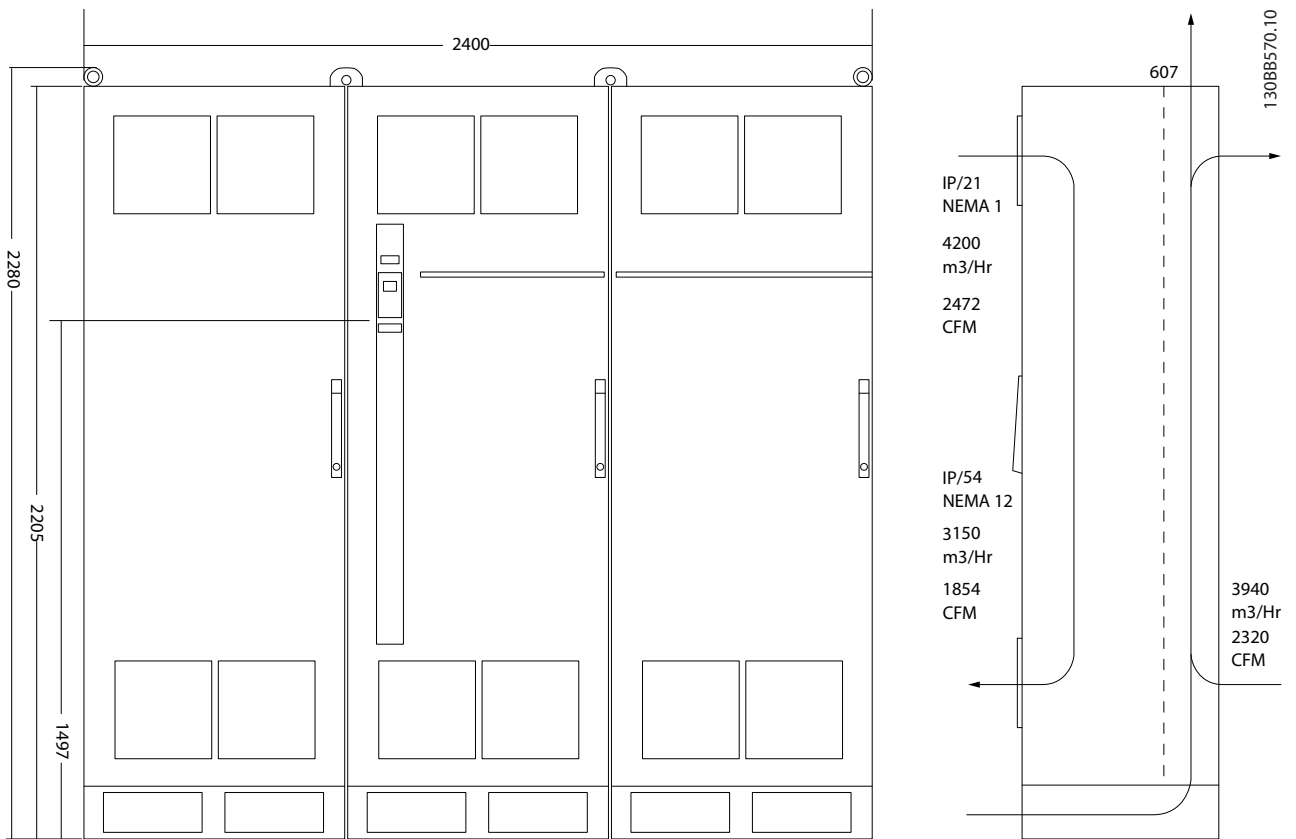 2400
2280
2205
1497
607
130BB570.10
IP/21
NEMA 1
4200
m3/Hr
2472
CFM
IP/54
NEMA 12
3150
m3/Hr
1854
CFM
3940
m3/Hr
2320
CFM